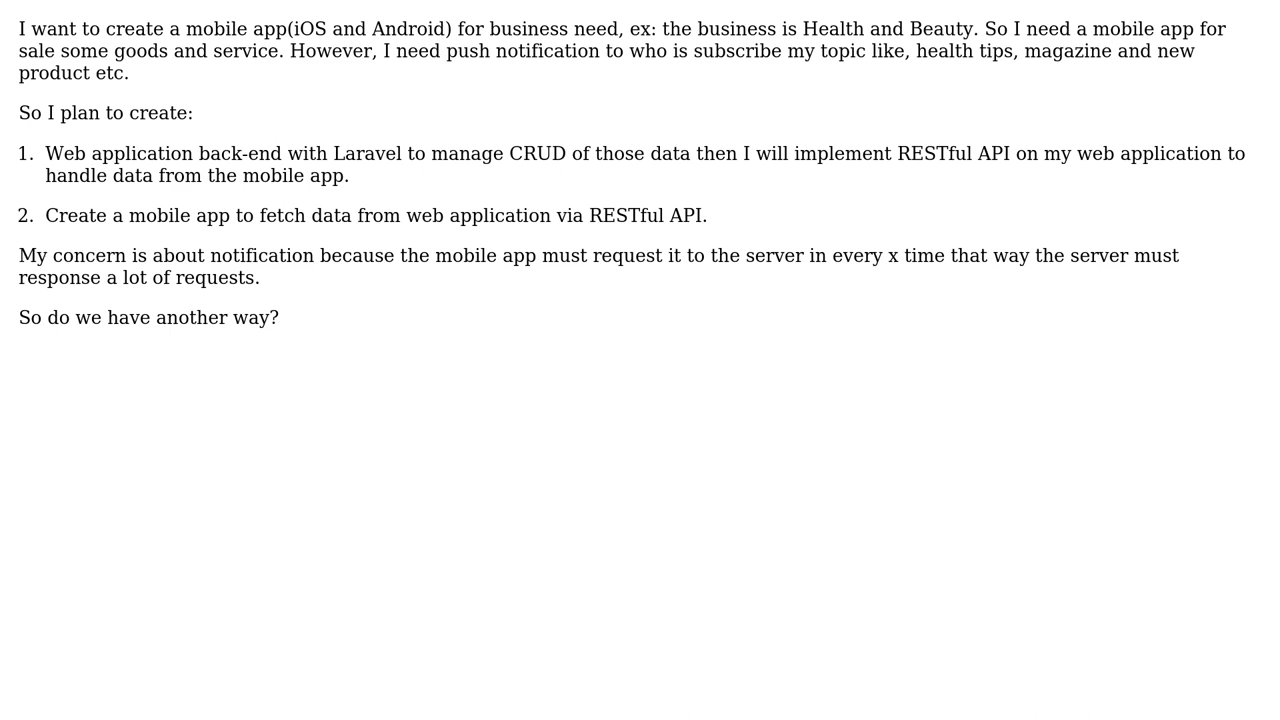 I want to create a mobile app(iOS and Android) for business need, ex: the business is Health and Beauty. So I need a mobile app for
sale some goods and service. However, I need push notification to who is subscribe my topic like, health tips, magazine and new
product etc.
So I plan to create:
1. Web application back-end with Laravel to manage CRUD of those data then I will implement RESTful API on my web application to
handle data from the mobile app.
2. Create a mobile app to fetch data from web application via RESTful API.
My concern is about notification because the mobile app must request it to the server in every x time that way the server must
response a lot of requests.
So do we have another way?